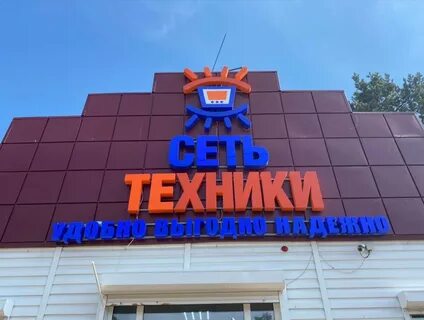 СЕТЬ
ТЕХНИКИ
УДОБНО ВЫГОДНО НАДЕЖНО